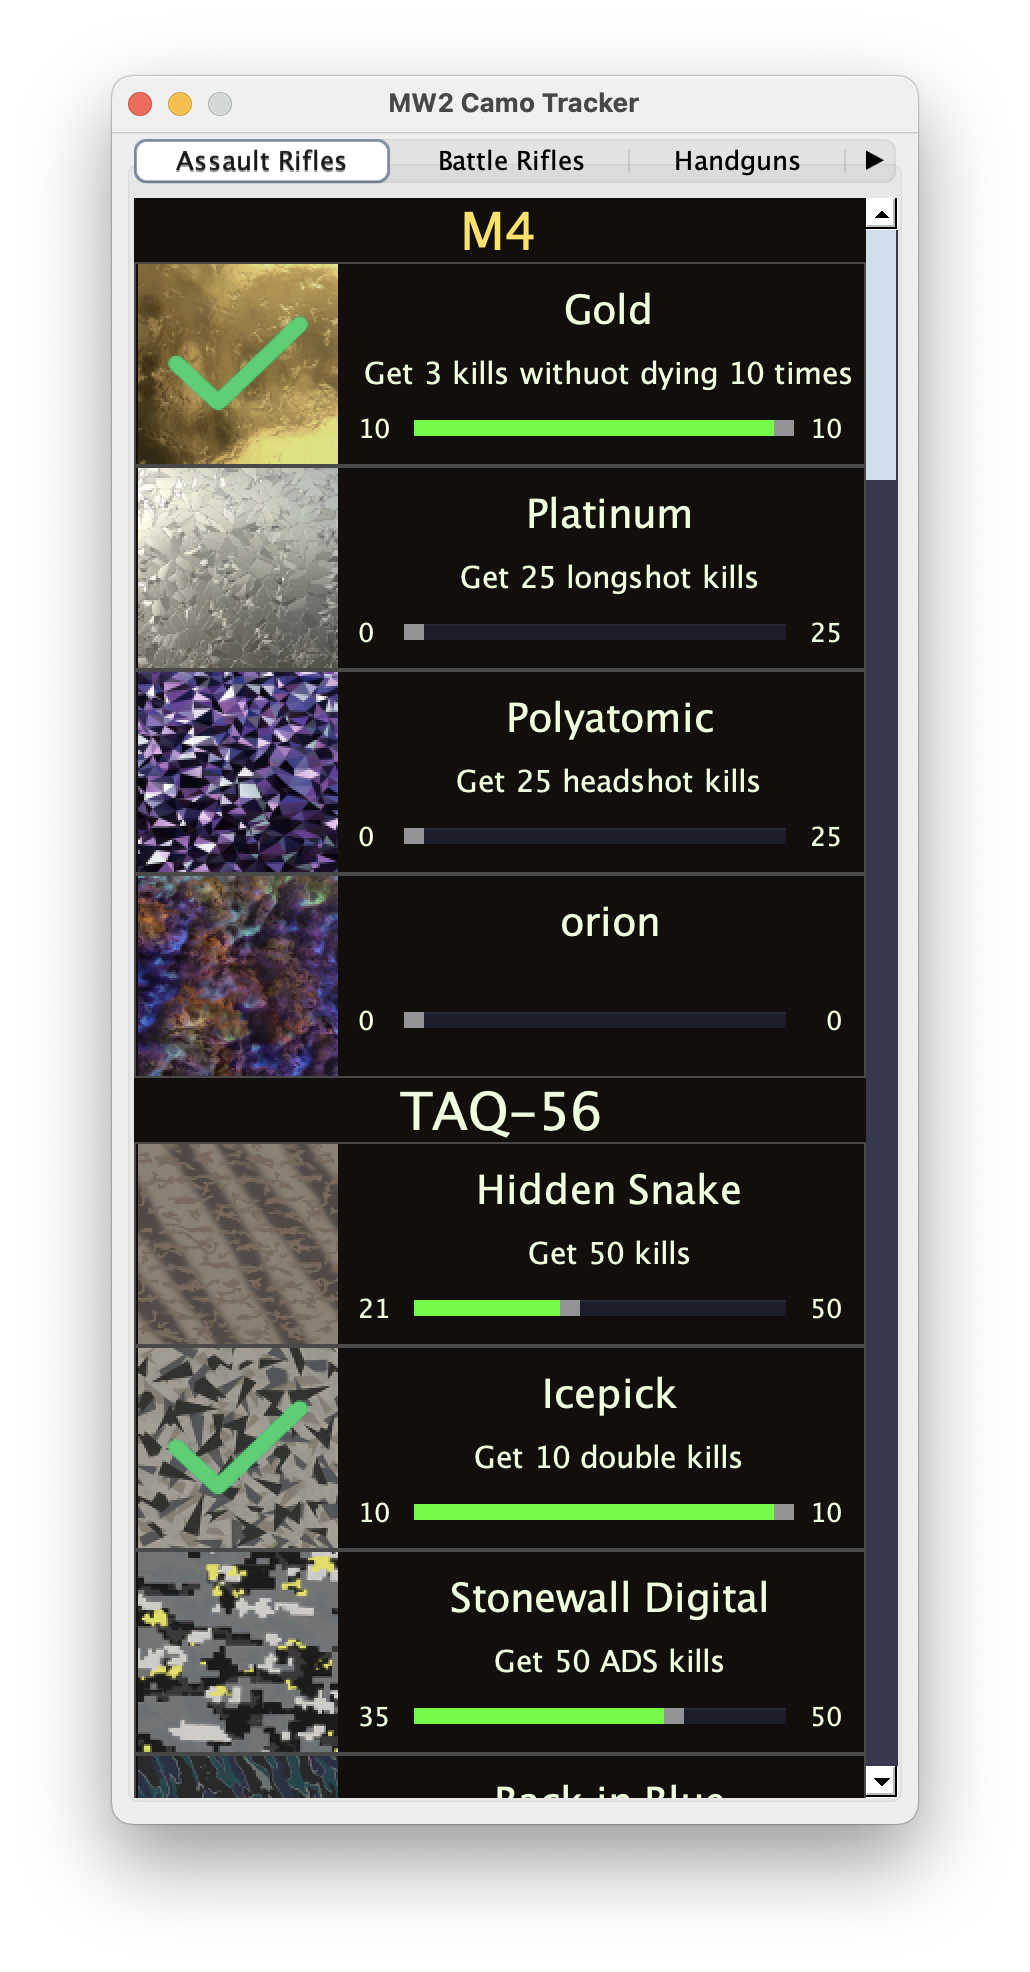 MW2 Camo Tracker
Assault Rifles
Battle Rifles
Handguns
M4
Gold
Get 3 kills withuot dying 10 times
10
10
Platinum
Get 25 longshot kills
0
25
Polyatomic
Get 25 headshot kills
0
25
orion
0
0
TAQ-56
Hidden Snake
Get 50 kills
21
50
Icepick
Get 10 double kills
10
10
Stonewall Digital
Get 50 ADS kills
35
50
Back in Blue